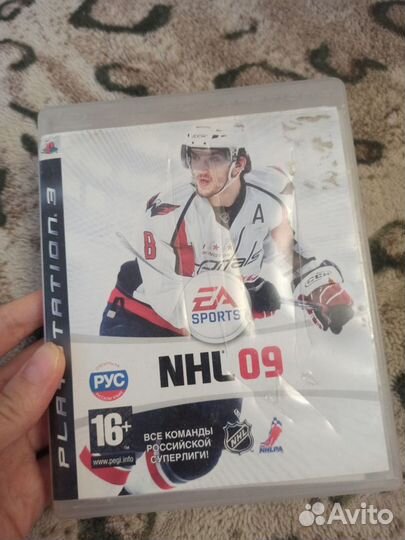 PLAYSTATION 3
8
A
Capitals
CCM
EA
SPORTS
NHL 09
РУС
16+
www.pegi.info
ВСЕ КОМАНДЫ
РОССИЙСКОЙ
СУПЕРЛИГИ!
NHL
NHLPA
Avito